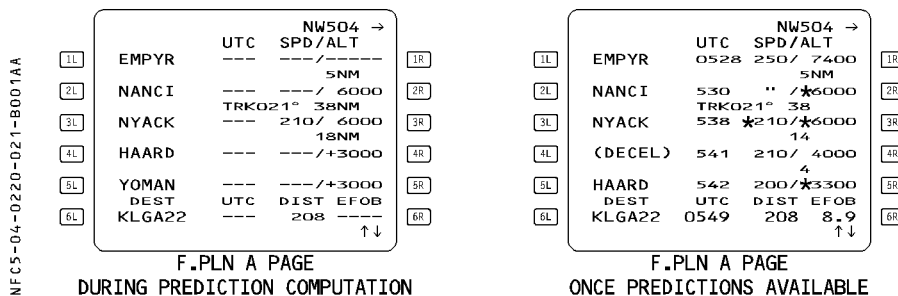 NFC5-04-0220-021-B001AA
NW504 →
UTC SPD/ALT
1L EMPYR --- ---/----- 1R
5NM
2L NANCI --- ---/ 6000 2R
TRK021° 38NM
3L NYACK --- 210/ 6000 3R
18NM
4L HAARD --- ---/+3000 4R
5L YOMAN --- ---/+3000 5R
DEST UTC DIST EFOB
6L KLGA22 --- 208 ---- 6R
↑↓
F.PLN A PAGE
DURING PREDICTION COMPUTATION
NW504 →
UTC SPD/ALT
1L EMPYR 0528 250/ 7400 1R
5NM
2L NANCI 530 " /*6000 2R
TRK021° 38
3L NYACK 538 *210/*6000 3R
14
4L (DECEL) 541 210/ 4000 4R
4
5L HAARD 542 200/*3300 5R
DEST UTC DIST EFOB
6L KLGA22 0549 208 8.9 6R
↑↓
F.PLN A PAGE
ONCE PREDICTIONS AVAILABLE